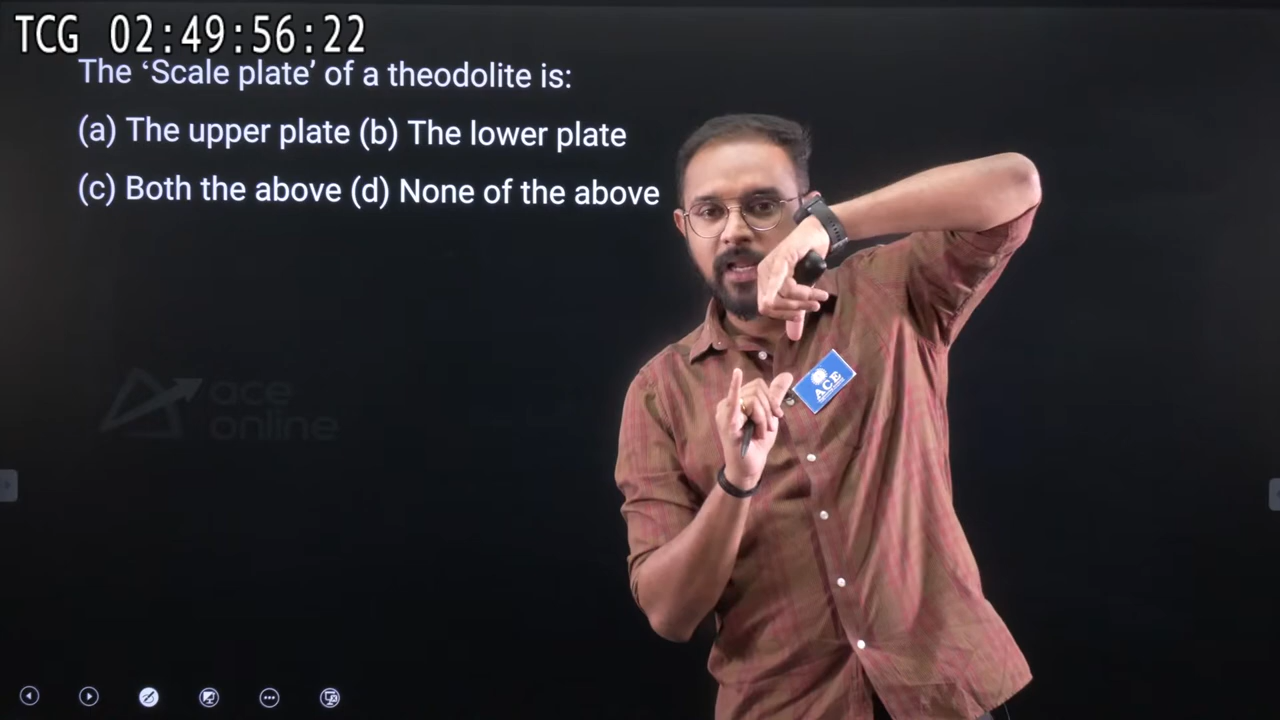 TCG 02:49:56:22
The ‘Scale plate’ of a theodolite is:
(a) The upper plate (b) The lower plate
(c) Both the above (d) None of the above
ace
online
ACE